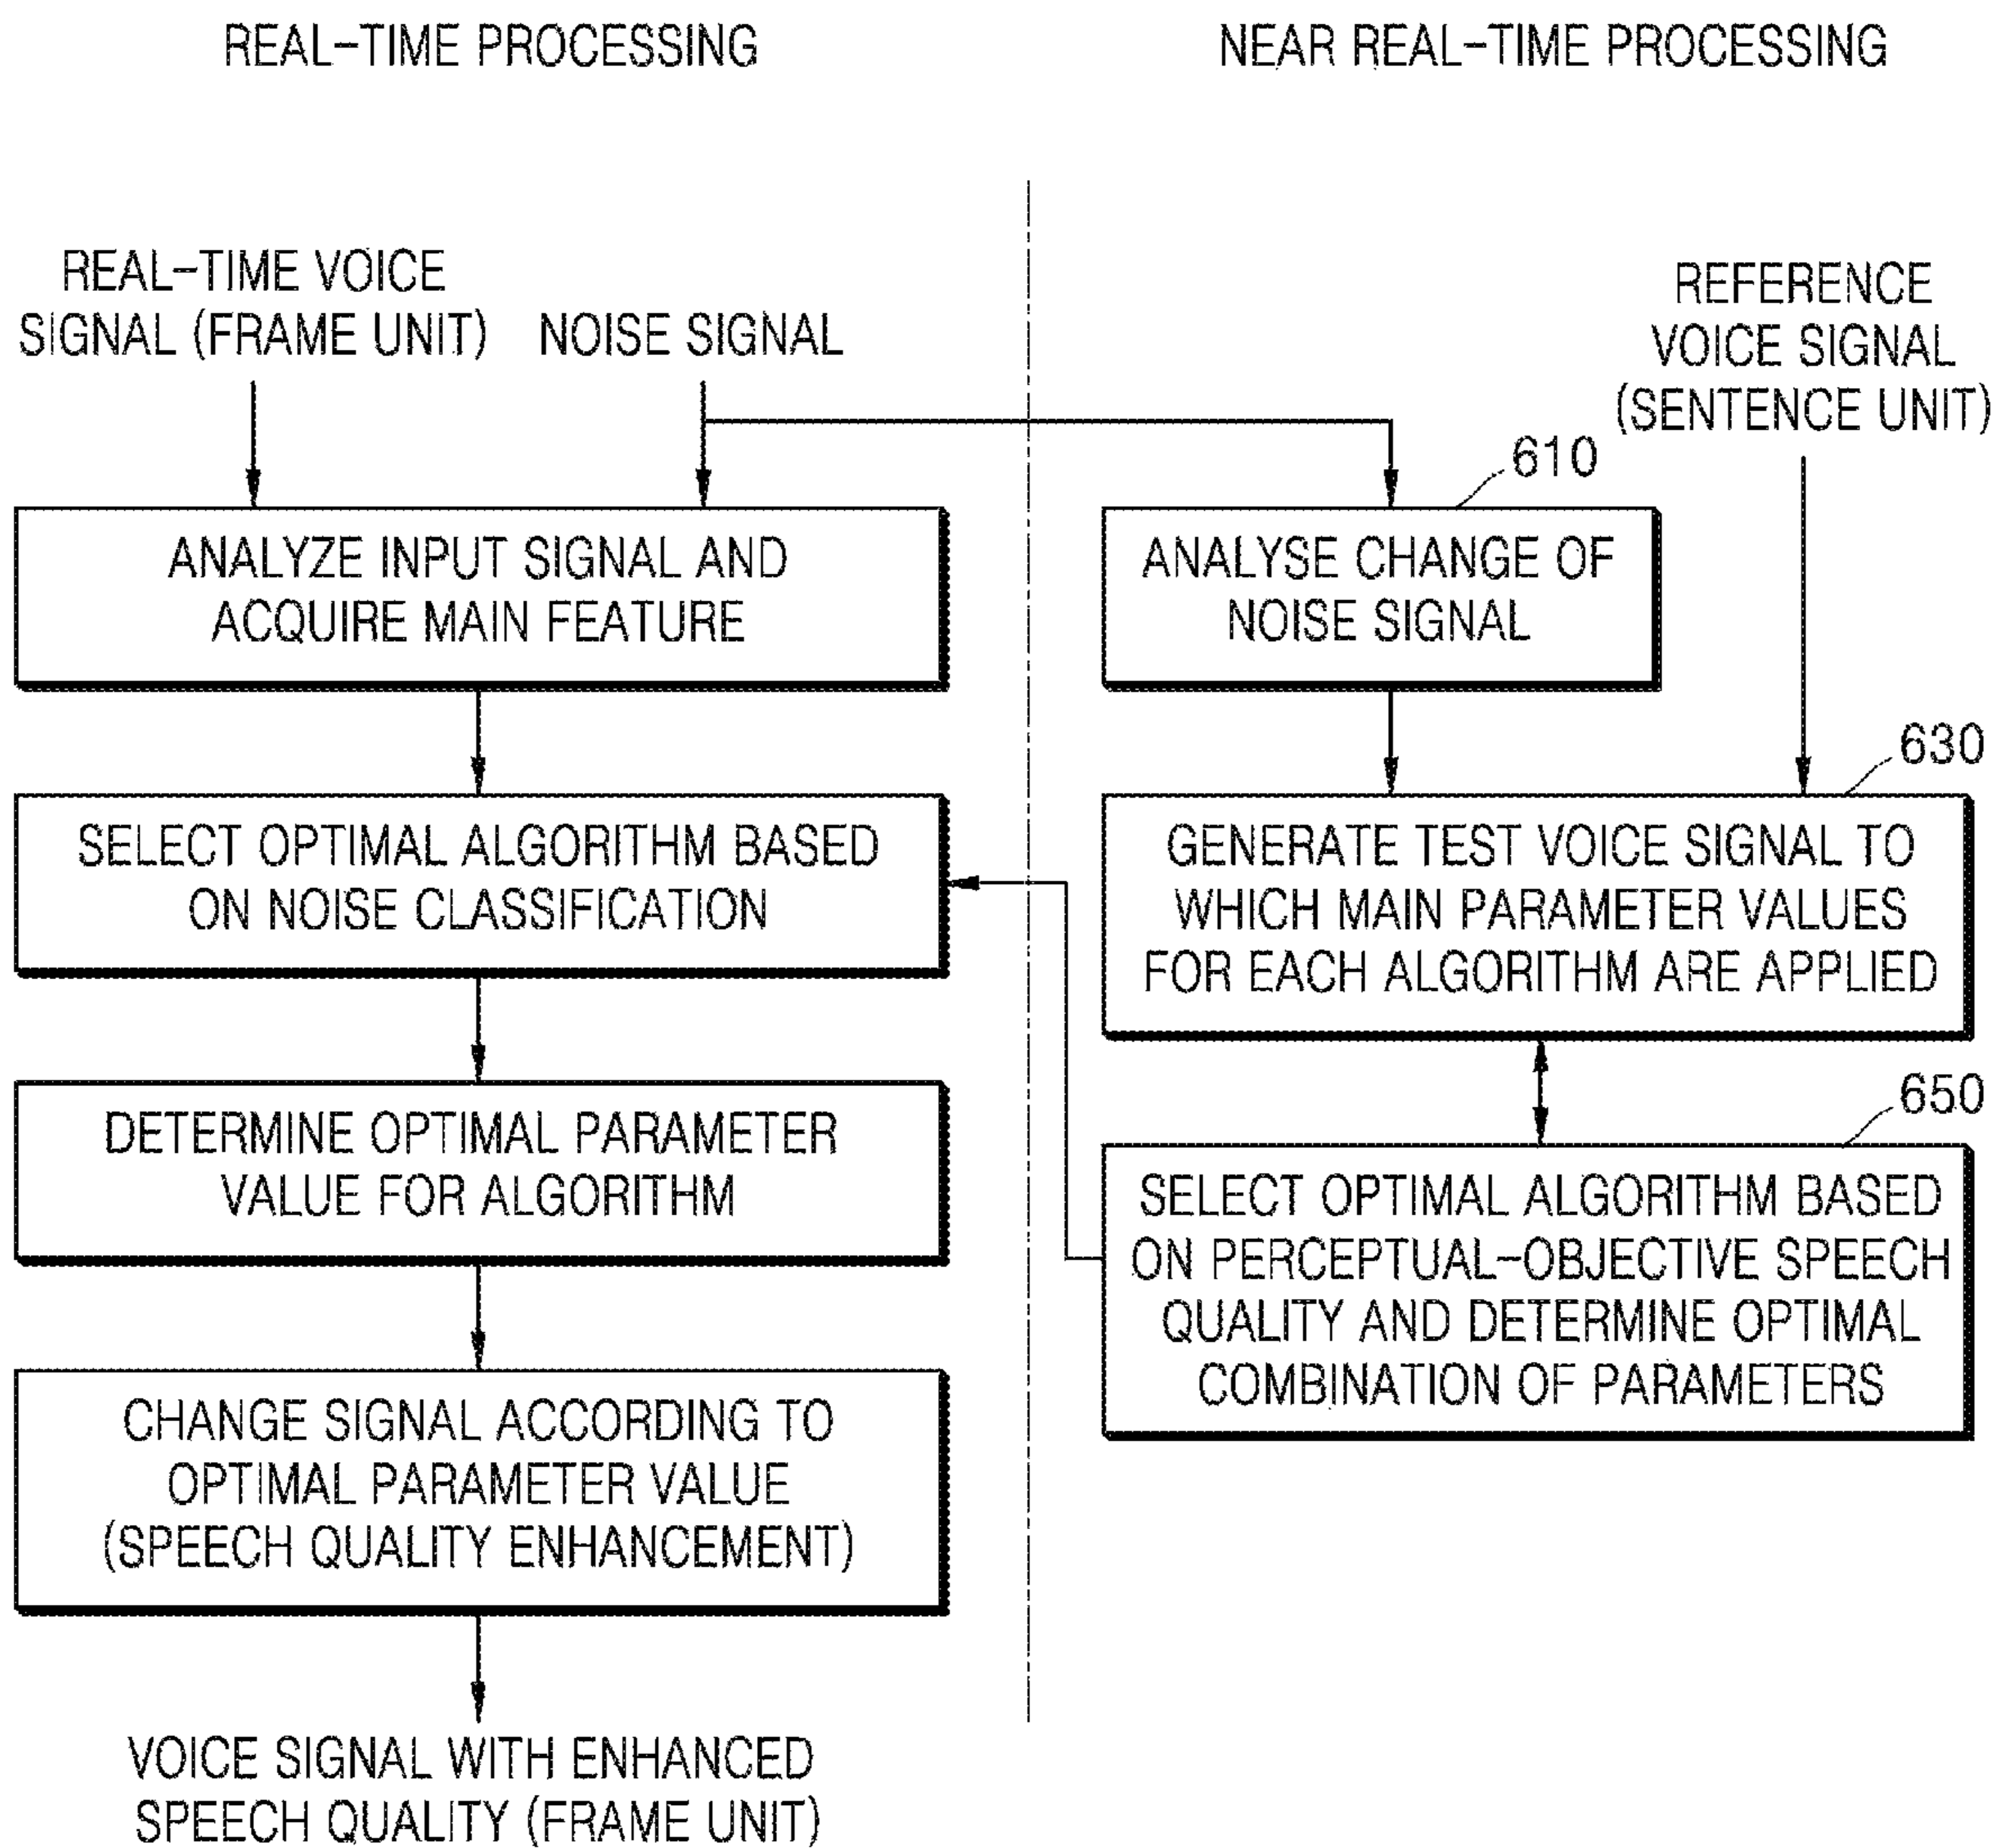 REAL-TIME PROCESSING
NEAR REAL-TIME PROCESSING
REAL-TIME VOICE
SIGNAL (FRAME UNIT)
NOISE SIGNAL
REFERENCE
VOICE SIGNAL
(SENTENCE UNIT)
ANALYZE INPUT SIGNAL AND
ACQUIRE MAIN FEATURE
610
ANALYSE CHANGE OF
NOISE SIGNAL
SELECT OPTIMAL ALGORITHM BASED
ON NOISE CLASSIFICATION
630
GENERATE TEST VOICE SIGNAL TO
WHICH MAIN PARAMETER VALUES
FOR EACH ALGORITHM ARE APPLIED
DETERMINE OPTIMAL PARAMETER
VALUE FOR ALGORITHM
650
SELECT OPTIMAL ALGORITHM BASED
ON PERCEPTUAL-OBJECTIVE SPEECH
QUALITY AND DETERMINE OPTIMAL
COMBINATION OF PARAMETERS
CHANGE SIGNAL ACCORDING TO
OPTIMAL PARAMETER VALUE
(SPEECH QUALITY ENHANCEMENT)
VOICE SIGNAL WITH ENHANCED
SPEECH QUALITY (FRAME UNIT)